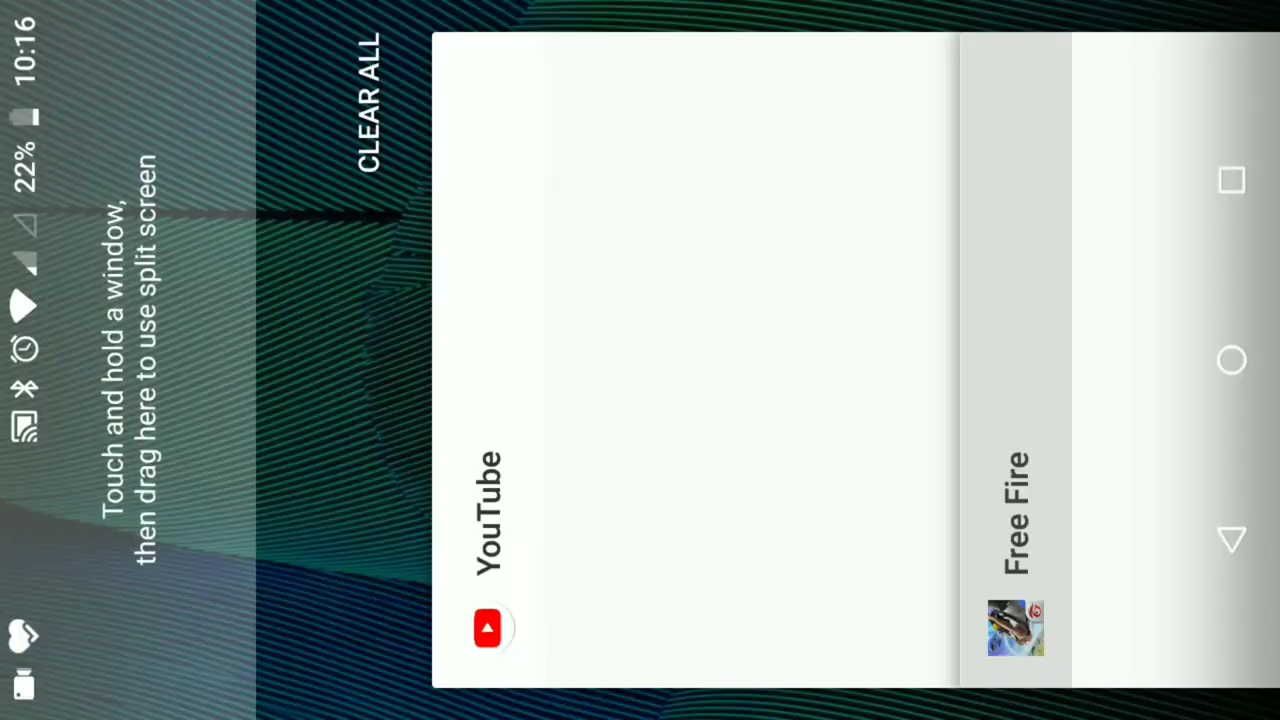 22% 10:16
Touch and hold a window,
then drag here to use split screen
CLEAR ALL
YouTube
Free Fire